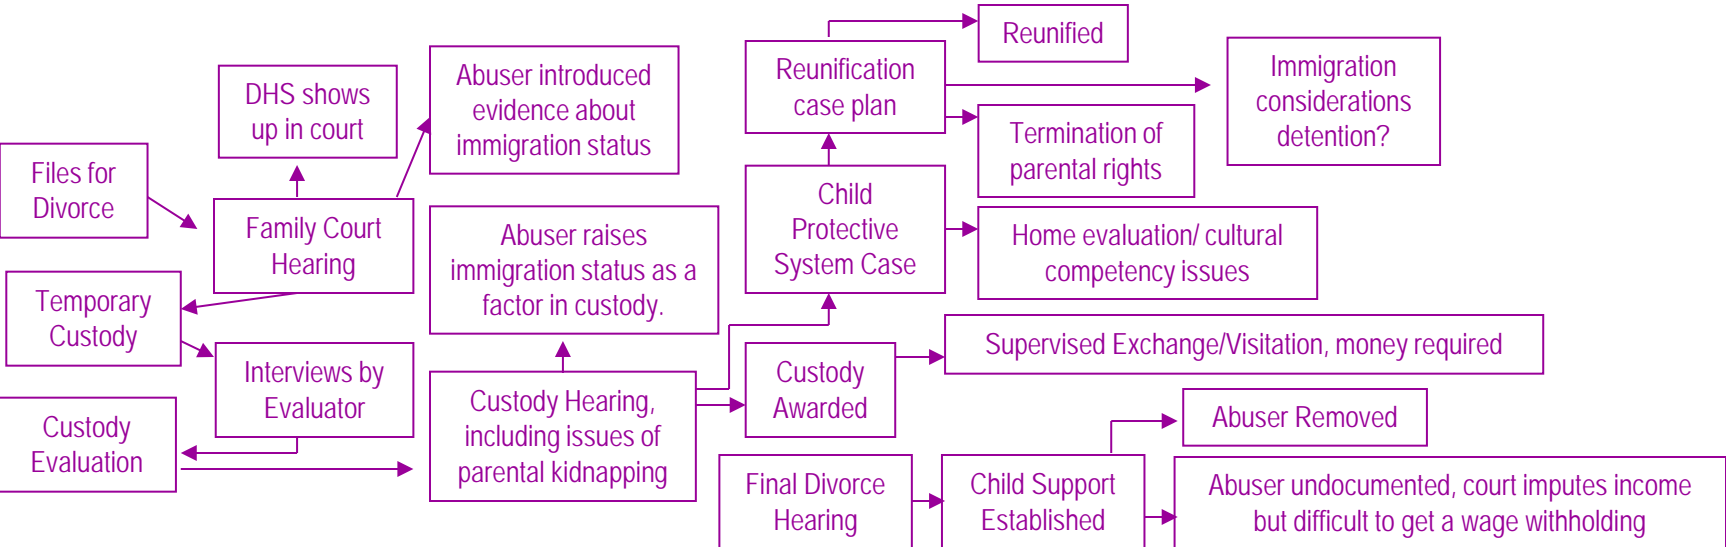 Files for
Divorce
DHS shows
up in court
Family Court
Hearing
Abuser introduced
evidence about
immigration status
Temporary
Custody
Interviews by
Evaluator
Custody
Evaluation
Abuser raises
immigration status as a
factor in custody.
Custody Hearing,
including issues of
parental kidnapping
Reunified
Reunification
case plan
Immigration
considerations
detention?
Termination of
parental rights
Child
Protective
System Case
Home evaluation/ cultural
competency issues
Custody
Awarded
Supervised Exchange/Visitation, money required
Final Divorce
Hearing
Child Support
Established
Abuser Removed
Abuser undocumented, court imputes income
but difficult to get a wage withholding